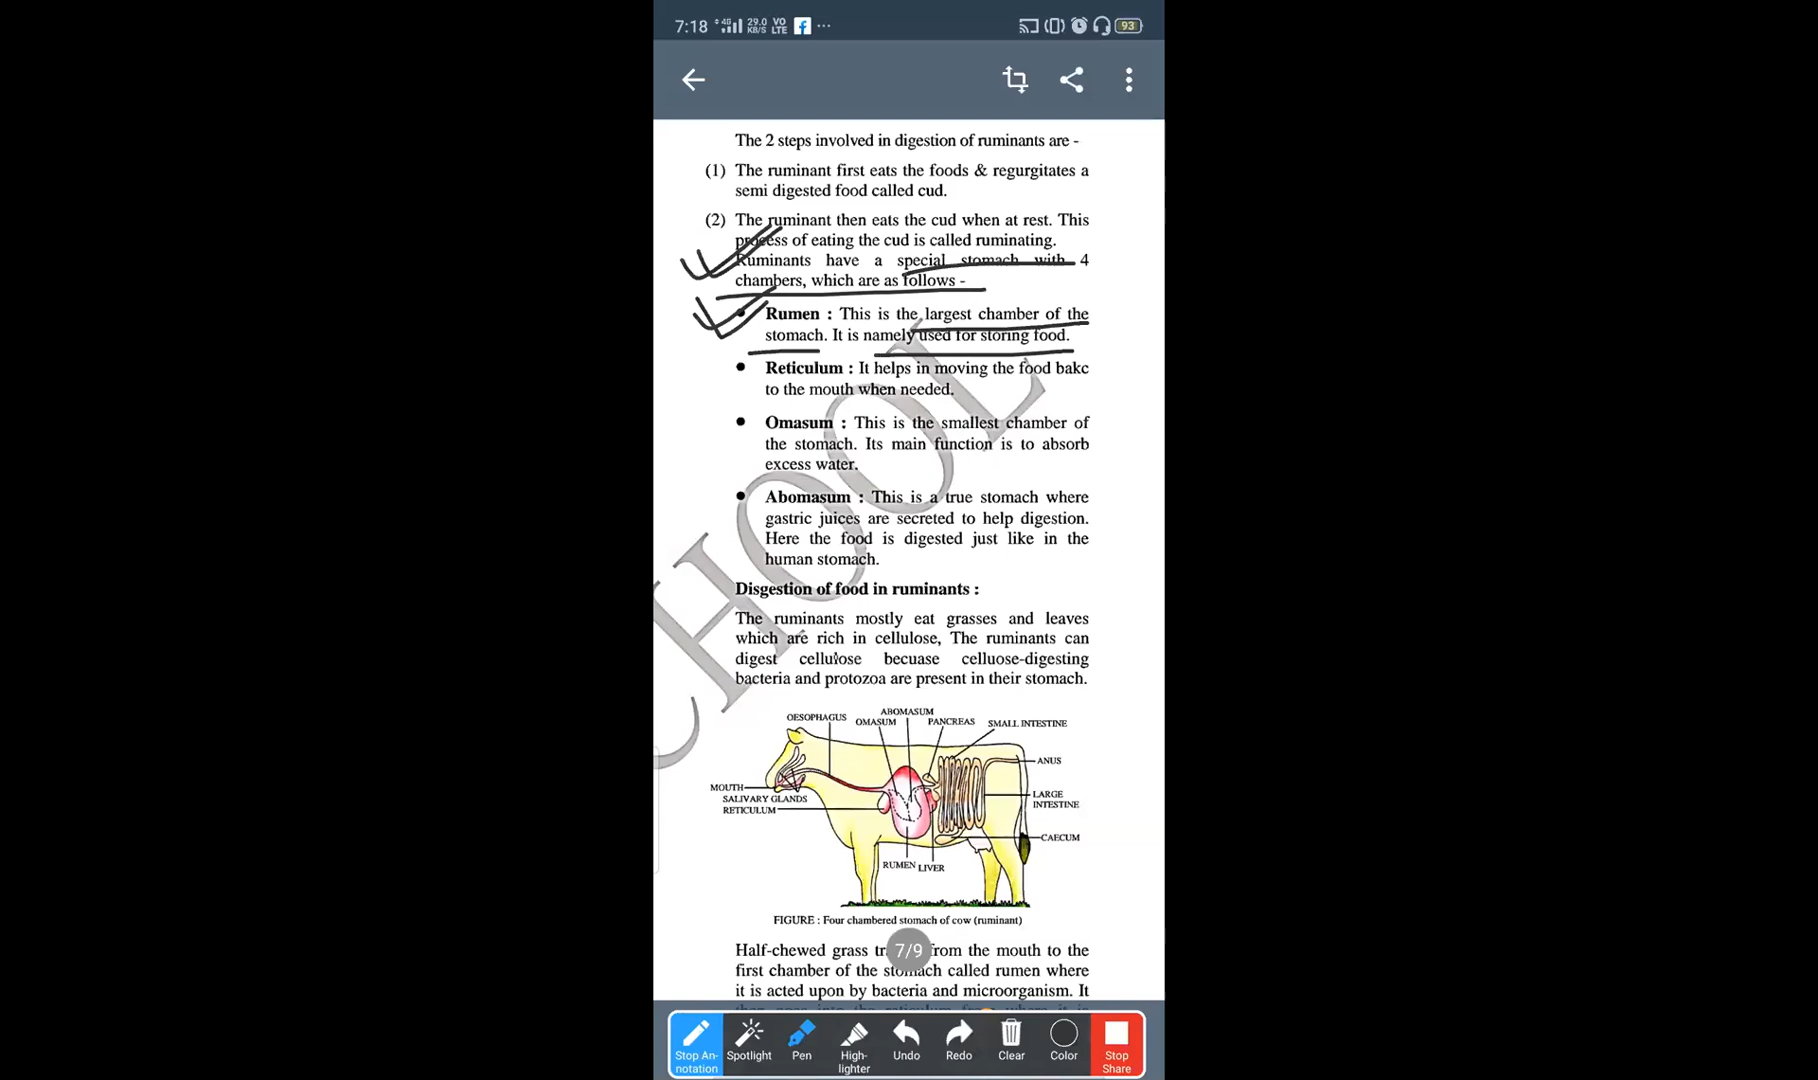 7:18 4G 29.0 KB/S VO LTE 93
The 2 steps involved in digestion of ruminants are -
(1) The ruminant first eats the foods & regurgitates a
semi digested food called cud.
(2) The ruminant then eats the cud when at rest. This
process of eating the cud is called ruminating.
Ruminants have a special stomach with 4
chambers, which are as follows -
• Rumen : This is the largest chamber of the
stomach. It is namely used for storing food.
• Reticulum : It helps in moving the food bakc
to the mouth when needed.
• Omasum : This is the smallest chamber of
the stomach. Its main function is to absorb
excess water.
• Abomasum : This is a true stomach where
gastric juices are secreted to help digestion.
Here the food is digested just like in the
human stomach.
Disgestion of food in ruminants :
The ruminants mostly eat grasses and leaves
which are rich in cellulose, The ruminants can
digest cellulose becuase celluose-digesting
bacteria and protozoa are present in their stomach.
CHOOL
ABOMASUM
OESOPHAGUS OMASUM PANCREAS SMALL INTESTINE
ANUS
MOUTH
SALIVARY GLANDS
RETICULUM
LARGE
INTESTINE
CAECUM
RUMEN LIVER
FIGURE : Four chambered stomach of cow (ruminant)
Half-chewed grass from the mouth to the
7/9
first chamber of the stomach called rumen where
it is acted upon by bacteria and microorganism. It
Stop An-
notation
Spotlight
Pen
High-
lighter
Undo
Redo
Clear
Color
Stop
Share